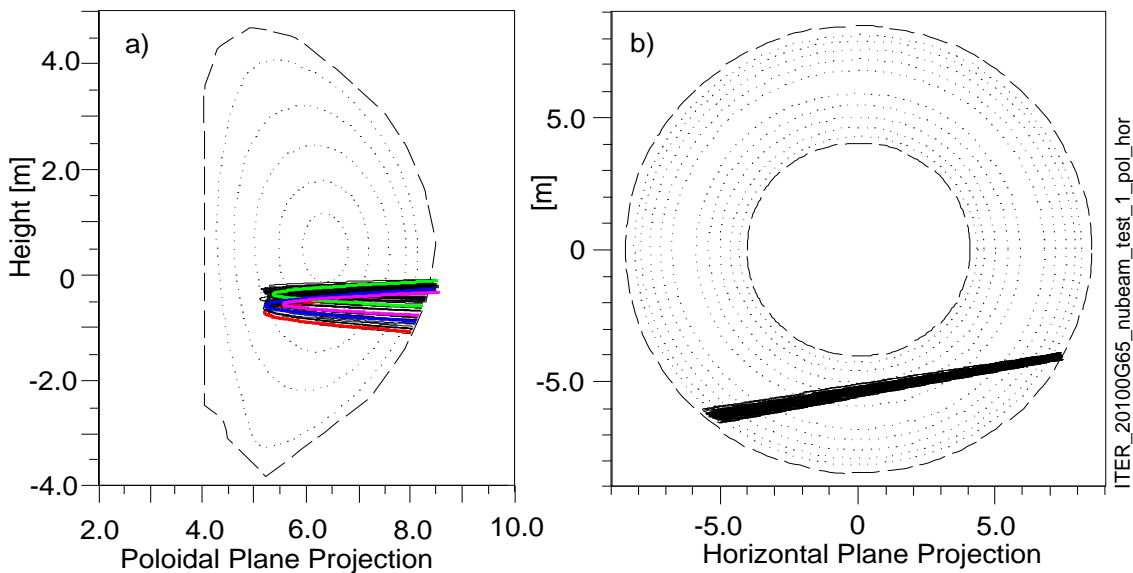 a)
4.0
2.0
0
-2.0
-4.0
Height [m]
2.0 4.0 6.0 8.0 10.0
Poloidal Plane Projection
b)
5.0
0
-5.0
[m]
-5.0 0 5.0
Horizontal Plane Projection
ITER_20100G65_nubeam_test_1_pol_hor